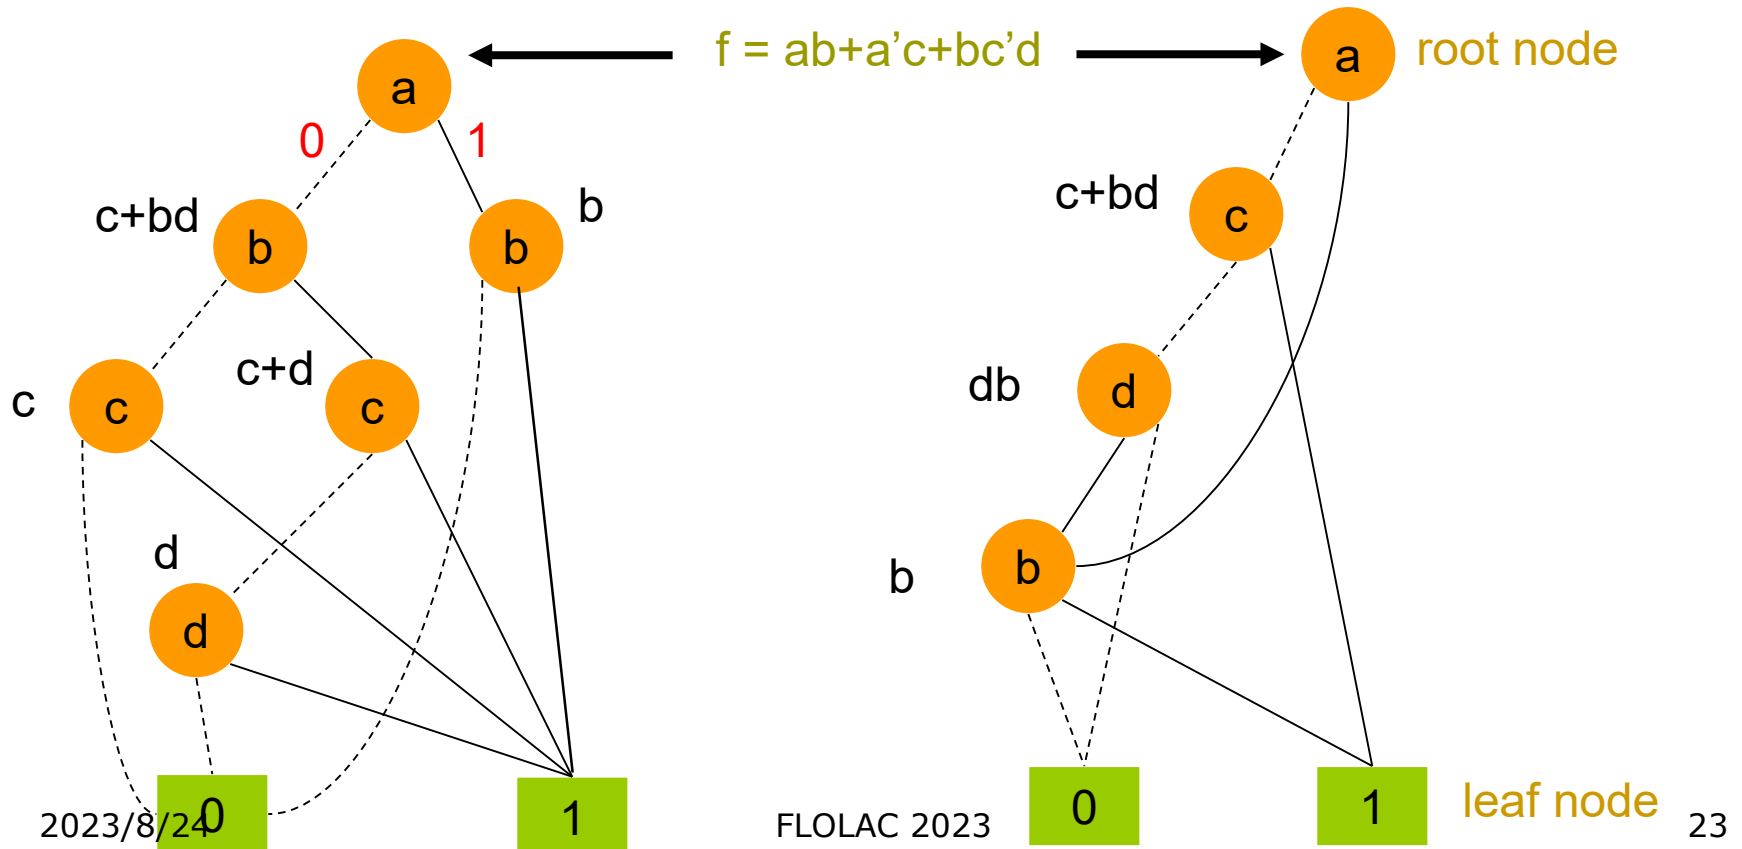 f = ab+a’c+bc’d
a
a
root node
0
1
c+bd
b
b
b
c+bd
c
c
c
c+d
c
db
d
d
d
b
b
0
1
0
1
leaf node
2023/8/24
FLOLAC 2023
23